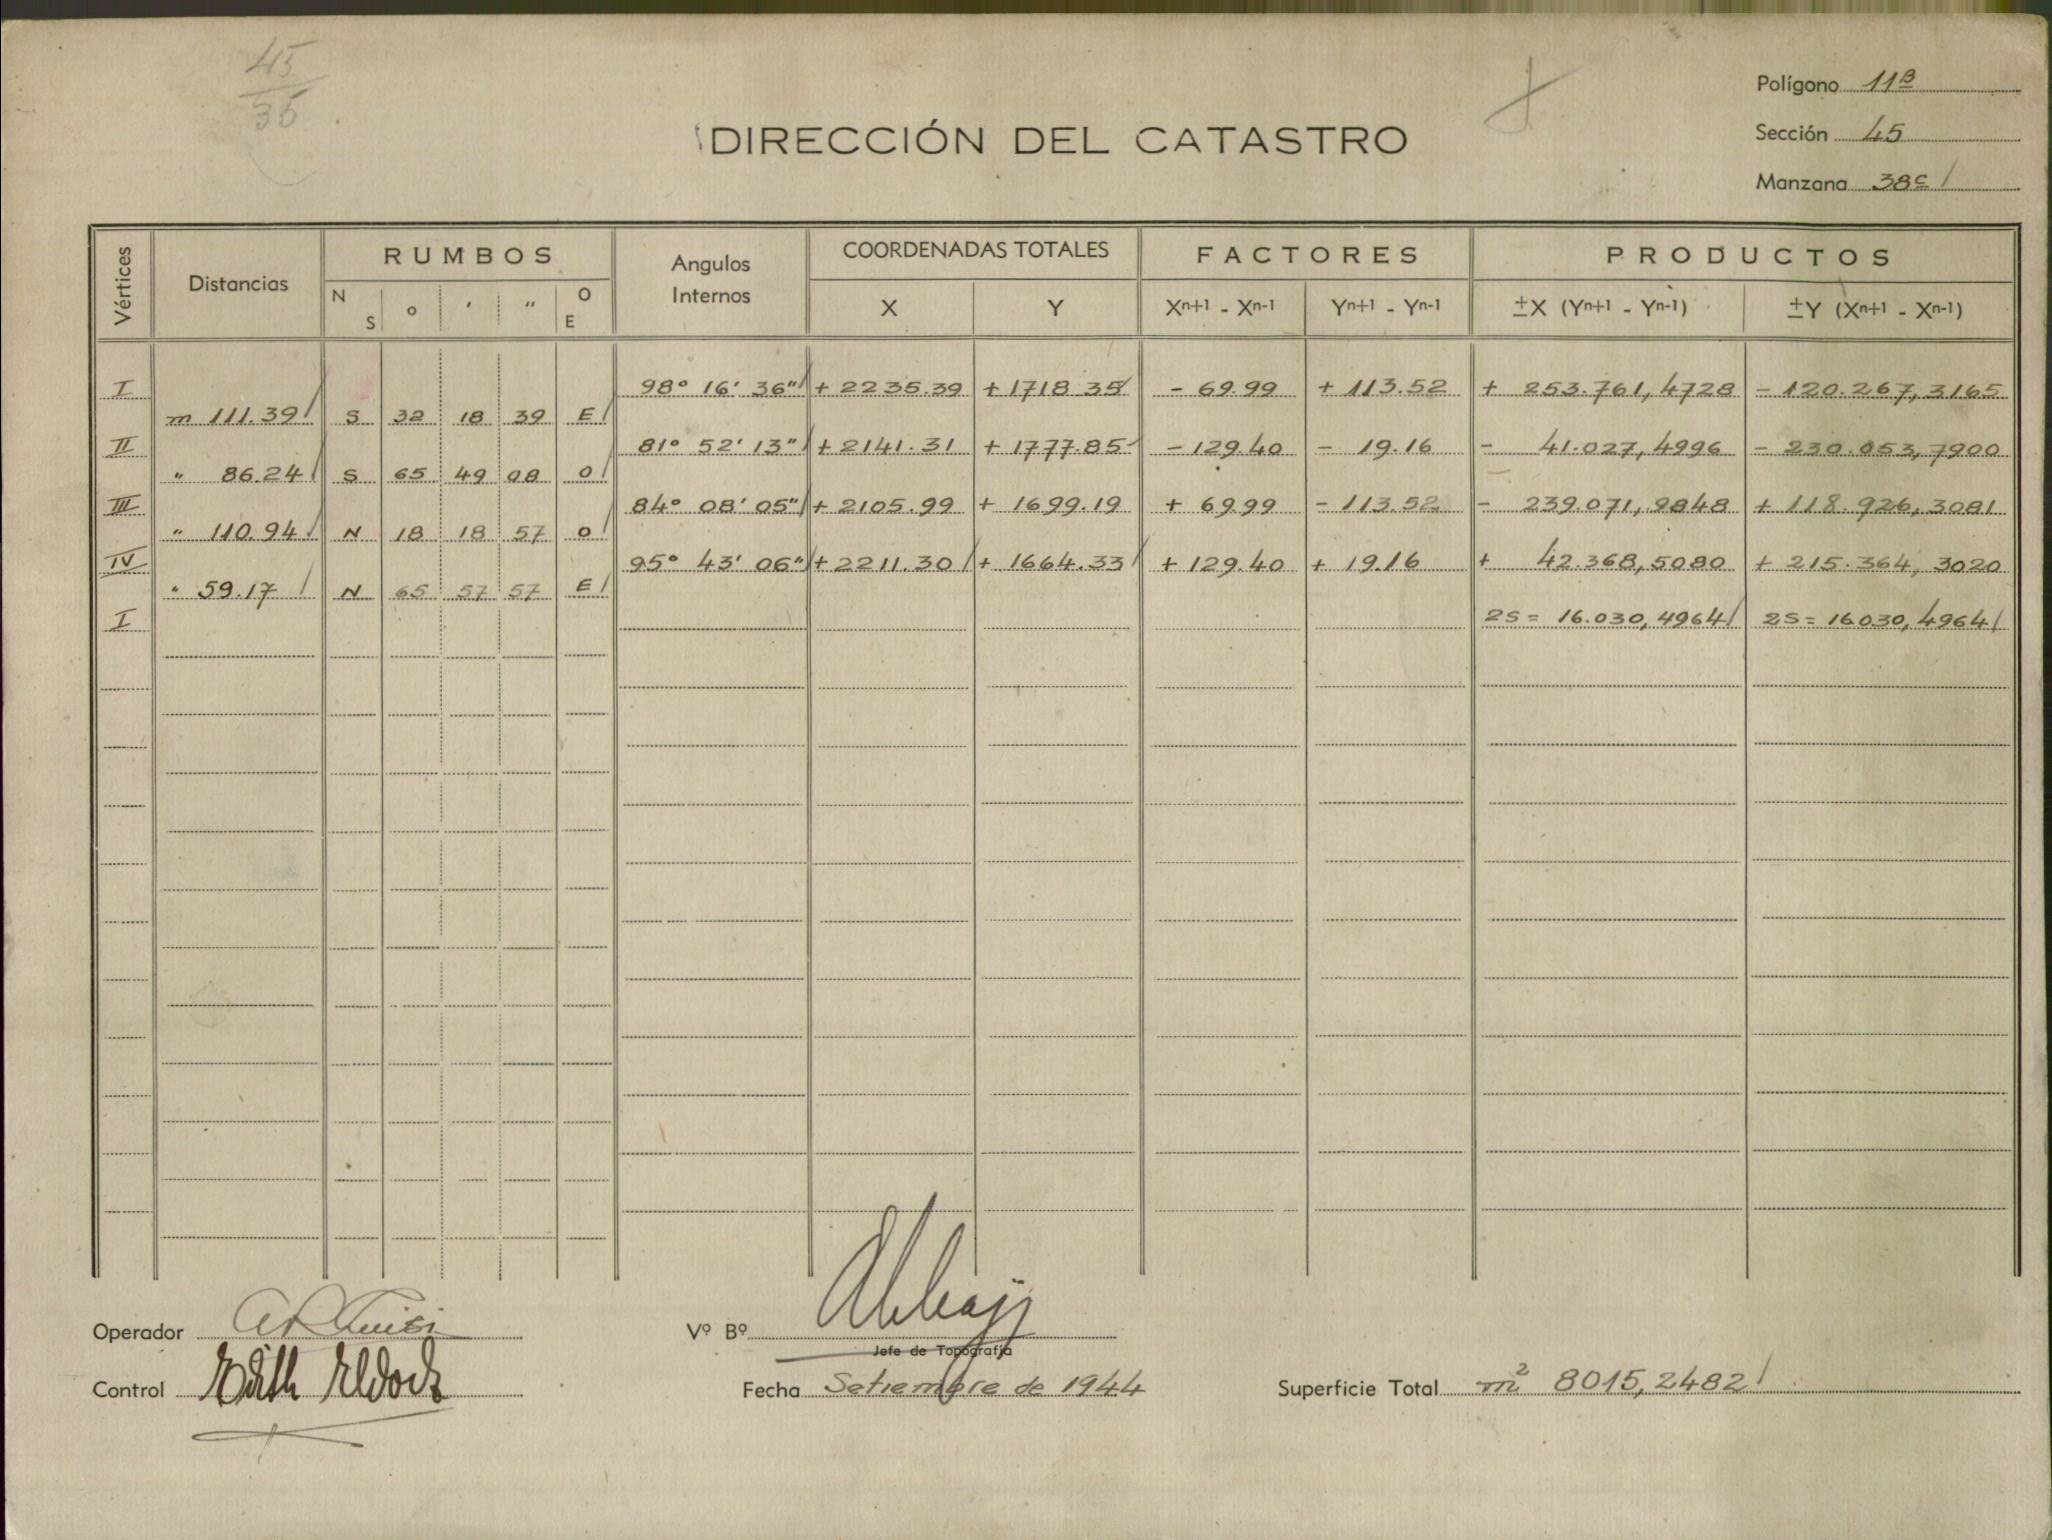 45
35
DIRECCIÓN DEL CATASTRO
Polígono 11B
Sección 45
Manzana 38c
Vértices Distancias RUMBOS Angulos Internos COORDENADAS TOTALES FACTORES PRODUCTOS
N S o ' " O E X Y Xn+1 - Xn-1 Yn+1 - Yn-1 ±X (Yn+1 - Yn-1) ±Y (Xn+1 - Xn-1)
I 98° 16' 36" + 2235.39 + 1718.35 - 69.99 + 113.52 + 253.761,4728 - 120.267,3165
m 111.39 S 32 18 39 E
II 81° 52' 13" + 2141.31 + 1777.85 - 129.40 - 19.16 - 41.027,4996 - 230.053,7900
" 86.24 S 65 49 08 O
III 84° 08' 05" + 2105.99 + 1699.19 + 69.99 - 113.52 - 239.071,9848 + 118.926,3081
" 110.94 N 18 18 57 O
IV 95° 43' 06" + 2211.30 + 1664.33 + 129.40 + 19.16 + 42.368,5080 + 215.364,3020
" 59.17 N 65 57 57 E
I 2S = 16.030,4964 2S = 16.030,4964
Operador
Vº Bº
Jefe de Topografía
Control Edith
Fecha Setiembre de 1944
Superficie Total m² 8015,2482